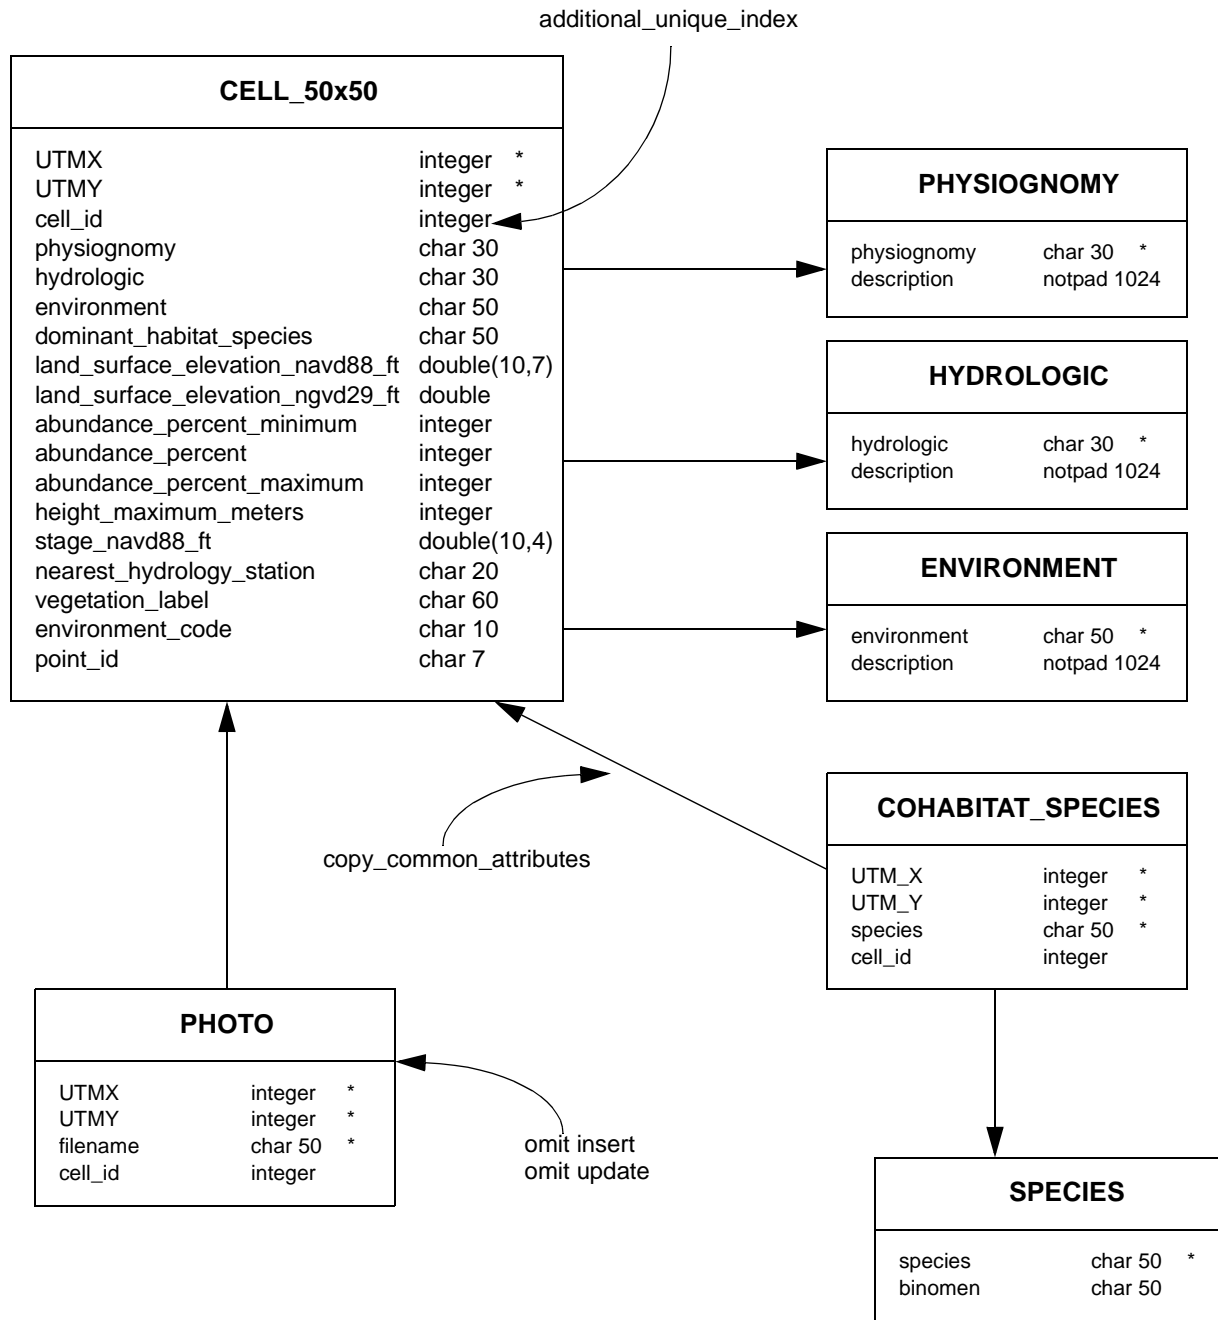 additional_unique_index
CELL_50x50
UTMX integer *
UTMY integer *
cell_id integer
physiognomy char 30
hydrologic char 30
environment char 50
dominant_habitat_species char 50
land_surface_elevation_navd88_ft double(10,7)
land_surface_elevation_ngvd29_ft double
abundance_percent_minimum integer
abundance_percent integer
abundance_percent_maximum integer
height_maximum_meters integer
stage_navd88_ft double(10,4)
nearest_hydrology_station char 20
vegetation_label char 60
environment_code char 10
point_id char 7
PHYSIOGNOMY
physiognomy char 30 *
description notpad 1024
HYDROLOGIC
hydrologic char 30 *
description notpad 1024
ENVIRONMENT
environment char 50 *
description notpad 1024
copy_common_attributes
COHABITAT_SPECIES
UTM_X integer *
UTM_Y integer *
species char 50 *
cell_id integer
PHOTO
UTMX integer *
UTMY integer *
filename char 50 *
cell_id integer
omit insert
omit update
SPECIES
species char 50 *
binomen char 50